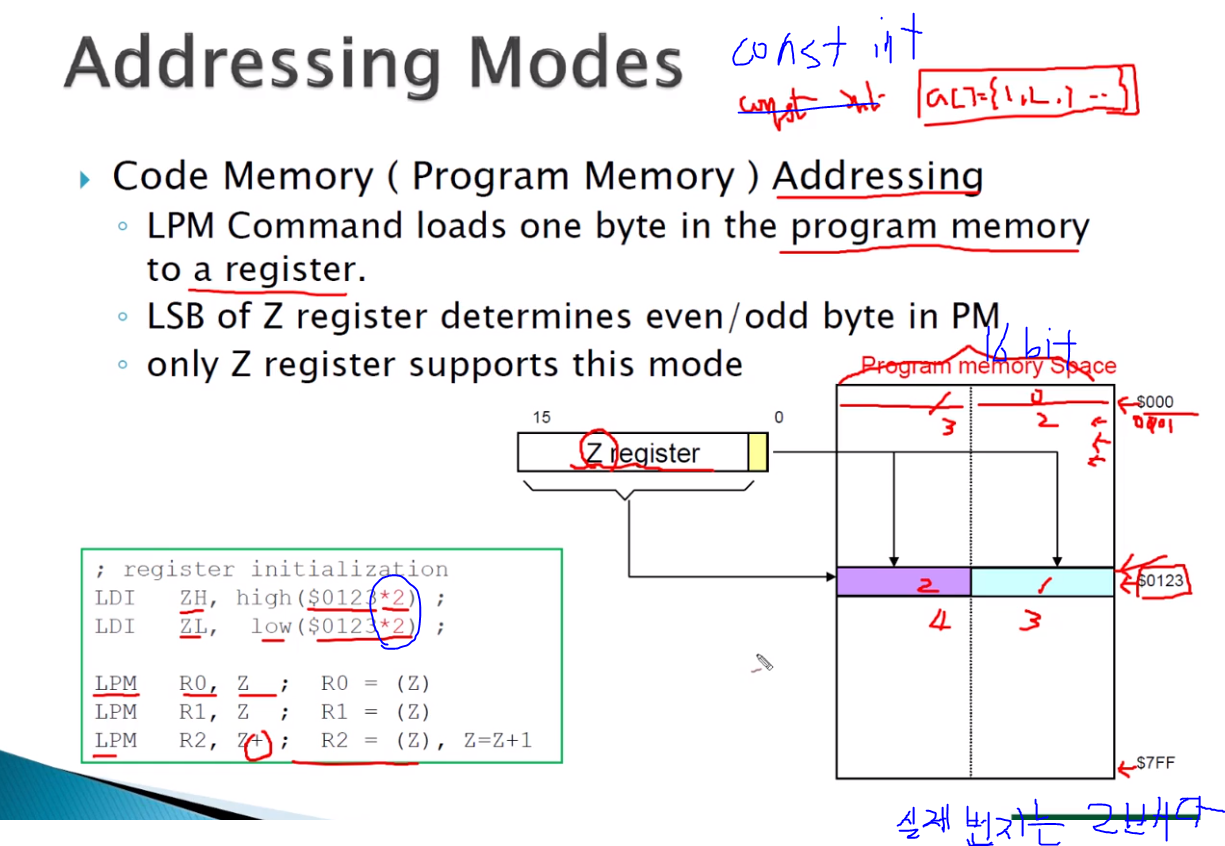 Addressing Modes
const int
const int a[]={1,2,3 ...}
Code Memory ( Program Memory ) Addressing
LPM Command loads one byte in the program memory
to a register.
LSB of Z register determines even/odd byte in PM
only Z register supports this mode
16 bit
Program memory Space
15
0
Z register
1
0
$000
3
2
; register initialization
LDI ZH, high($0123*2) ;
LDI ZL, low($0123*2) ;
LPM R0, Z ; R0 = (Z)
LPM R1, Z ; R1 = (Z)
LPM R2, Z+ ; R2 = (Z), Z=Z+1
2
1
$0123
4
3
$7FF
실제 번지는 2배다